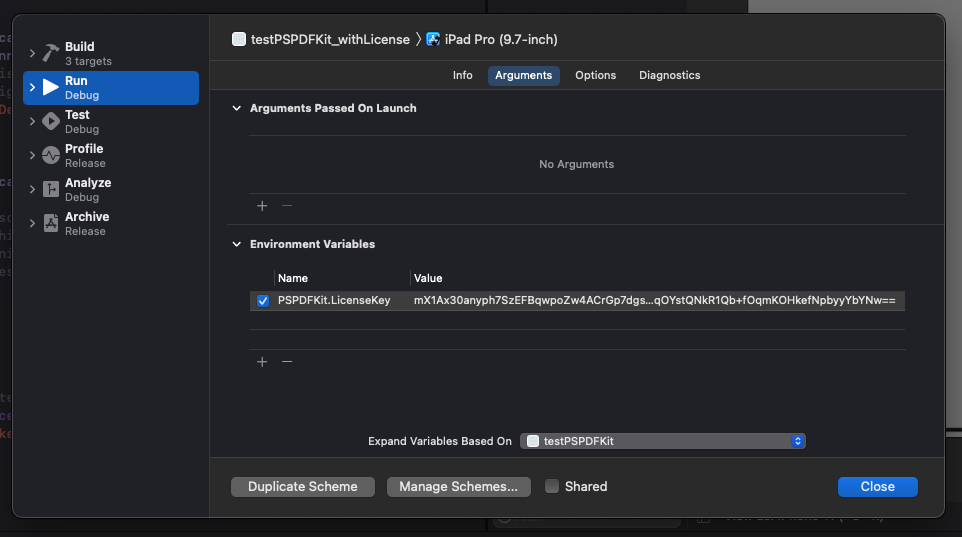 testPSPDFKit_withLicense 〉 iPad Pro (9.7-inch)
Build
3 targets
Run
Debug
Test
Debug
Profile
Release
Analyze
Debug
Archive
Release
Info Arguments Options Diagnostics
Arguments Passed On Launch
No Arguments
+ −
Environment Variables
Name Value
PSPDFKit.LicenseKey mX1Ax30anyph7SzEFBqwpoZw4ACrGp7dgs...qOYstQNkR1Qb+fOqmKOHkefNpbyyYbYNw==
+ −
Expand Variables Based On testPSPDFKit
Duplicate Scheme Manage Schemes... Shared Close